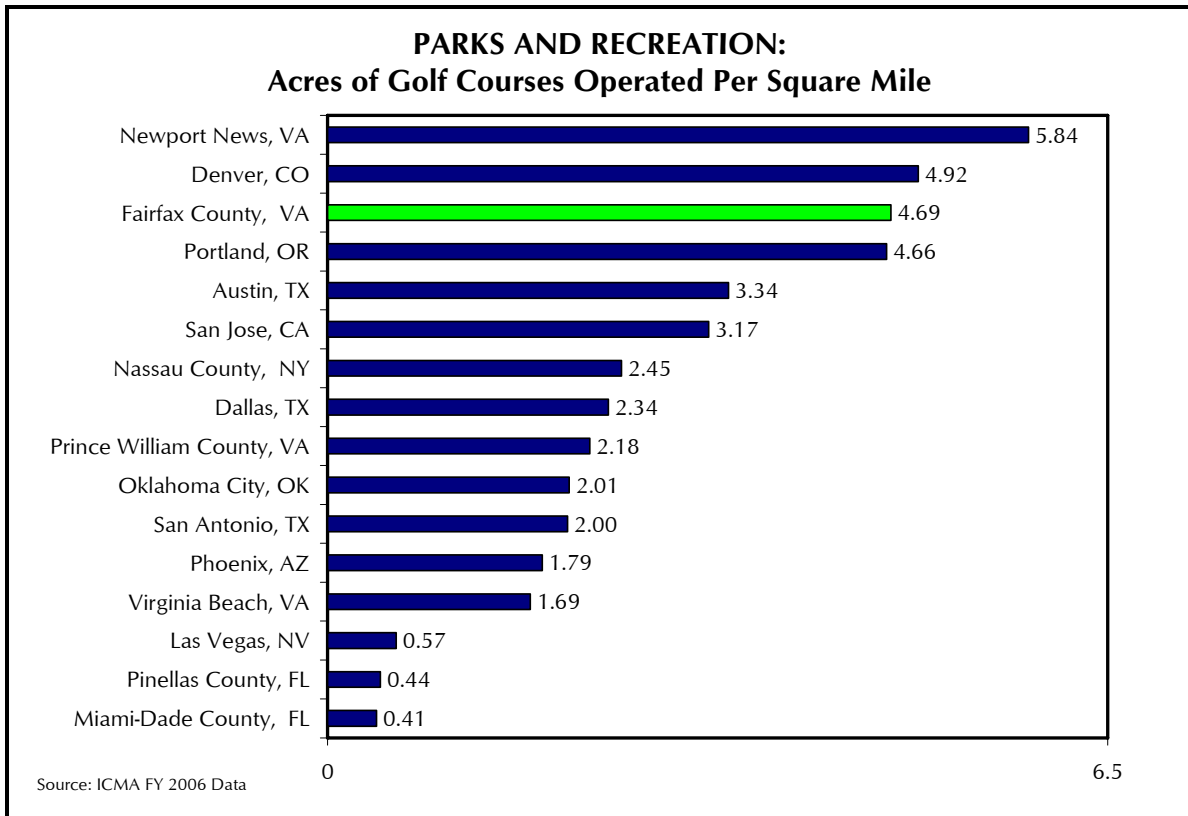 PARKS AND RECREATION:
Acres of Golf Courses Operated Per Square Mile
Newport News, VA 5.84
Denver, CO 4.92
Fairfax County, VA 4.69
Portland, OR 4.66
Austin, TX 3.34
San Jose, CA 3.17
Nassau County, NY 2.45
Dallas, TX 2.34
Prince William County, VA 2.18
Oklahoma City, OK 2.01
San Antonio, TX 2.00
Phoenix, AZ 1.79
Virginia Beach, VA 1.69
Las Vegas, NV 0.57
Pinellas County, FL 0.44
Miami-Dade County, FL 0.41
0 6.5
Source: ICMA FY 2006 Data